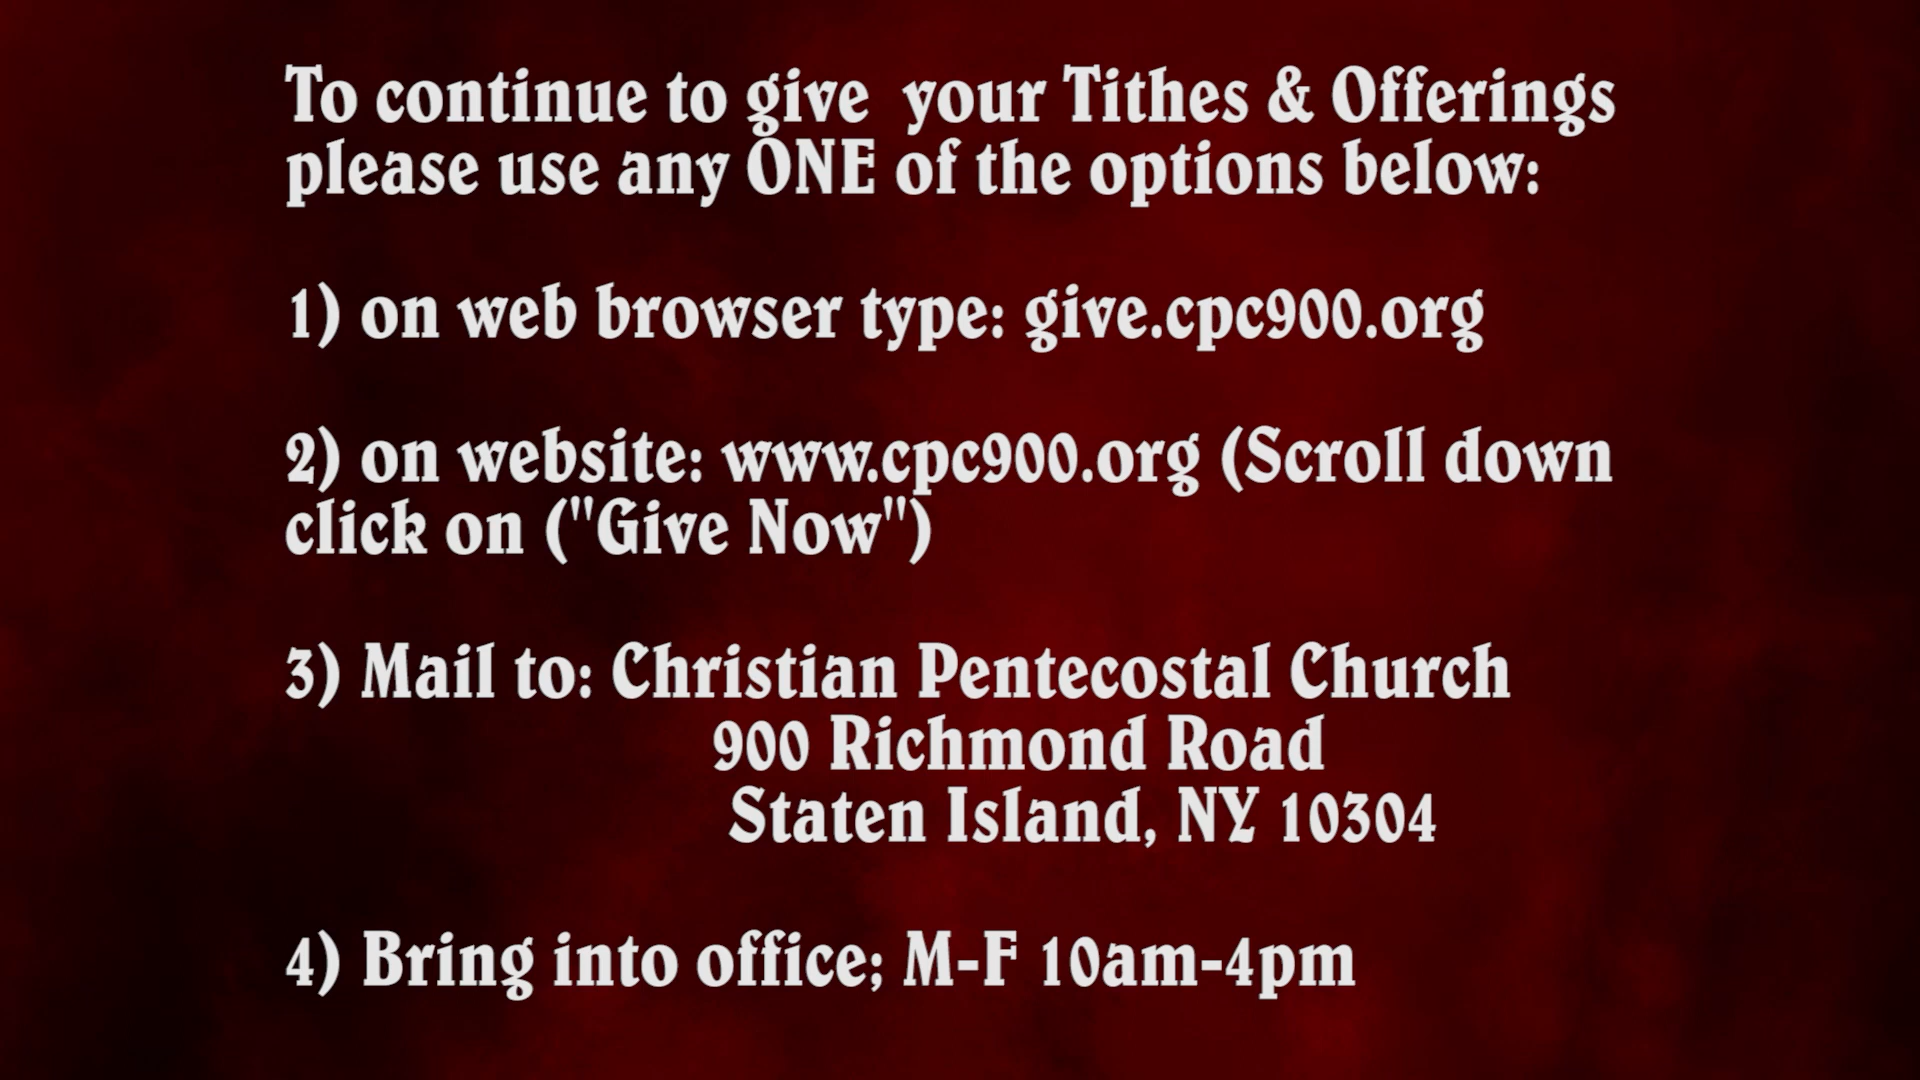 To continue to give  your Tithes & Offerings
please use any ONE of the options below:
1) on web browser type: give.cpc900.org
2) on website: www.cpc900.org (Scroll down
click on ("Give Now")
3) Mail to: Christian Pentecostal Church
900 Richmond Road
Staten Island, NY 10304
4) Bring into office; M-F 10am-4pm